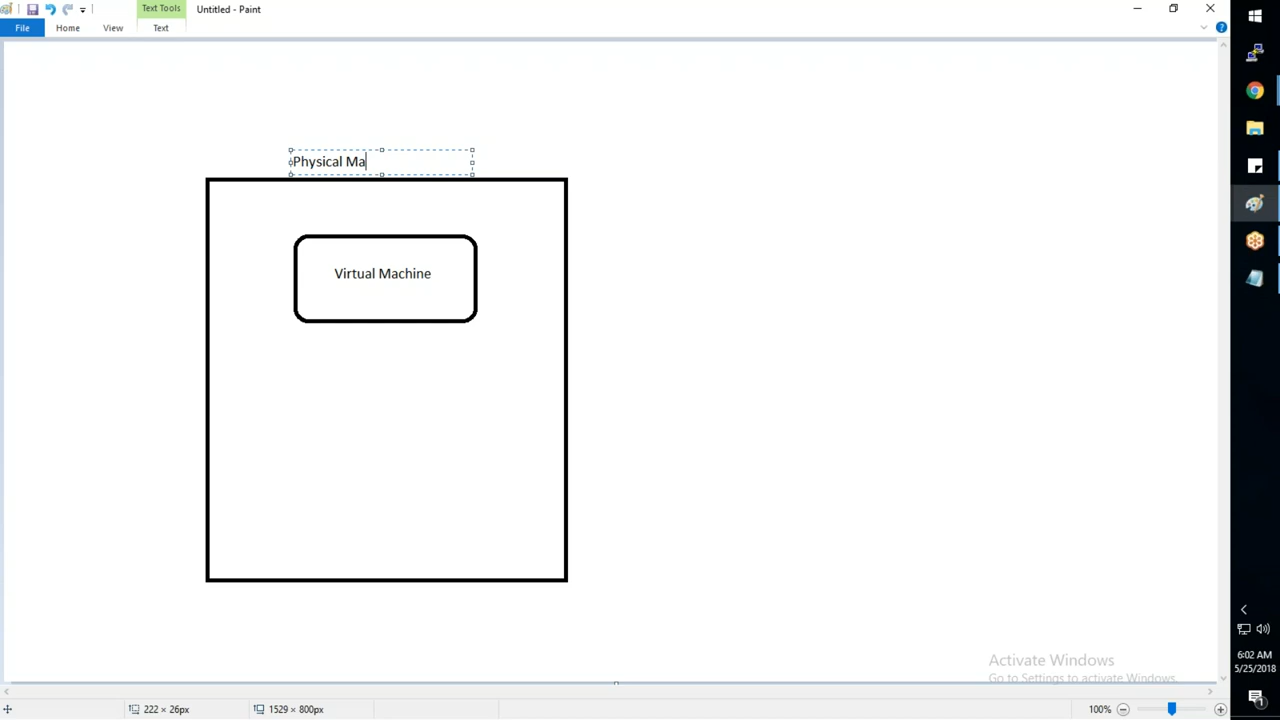 Text Tools
Untitled - Paint
File
Home
View
Text
Physical Ma
Virtual Machine
Activate Windows
Go to Settings to activate Windows.
6:02 AM
5/25/2018
222 × 26px
1529 × 800px
100%
1